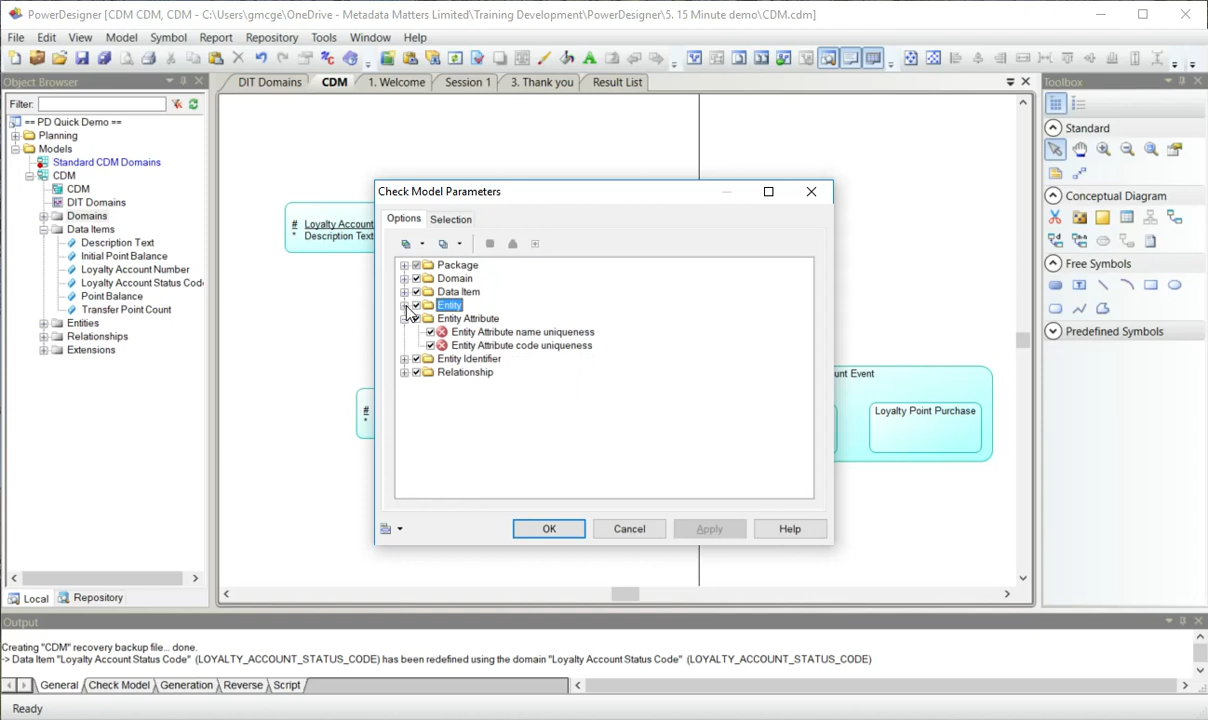 PowerDesigner [CDM CDM, CDM - C:\Users\gmcge\OneDrive - Metadata Matters Limited\Training Development\PowerDesigner\5. 15 Minute demo\CDM.cdm]
File Edit View Model Symbol Report Repository Tools Window Help
Object Browser
Filter:
== PD Quick Demo ==
Planning
Models
Standard CDM Domains
CDM
CDM
DIT Domains
Domains
Data Items
Description Text
Initial Point Balance
Loyalty Account Number
Loyalty Account Status Code
Point Balance
Transfer Point Count
Entities
Relationships
Extensions
Local Repository
DIT Domains CDM 1. Welcome Session 1 3. Thank you Result List
# Loyalty Account
* Description Text
#
*
unt Event
Loyalty Point Purchase
Check Model Parameters
Options Selection
Package
Domain
Data Item
Entity
Entity Attribute
Entity Attribute name uniqueness
Entity Attribute code uniqueness
Entity Identifier
Relationship
OK Cancel Apply Help
Toolbox
Standard
Conceptual Diagram
Free Symbols
Predefined Symbols
Output
Creating "CDM" recovery backup file... done.
-> Data Item "Loyalty Account Status Code" (LOYALTY_ACCOUNT_STATUS_CODE) has been redefined using the domain "Loyalty Account Status Code" (LOYALTY_ACCOUNT_STATUS_CODE)
General Check Model Generation Reverse Script
Ready